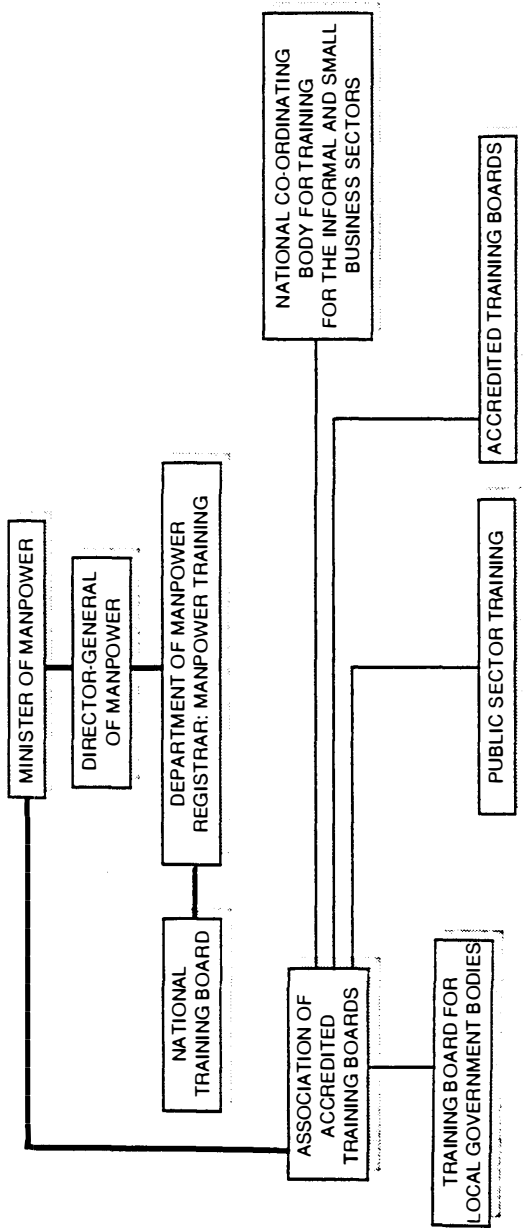 MINISTER OF MANPOWER
DIRECTOR-GENERAL
OF MANPOWER
DEPARTMENT OF MANPOWER
REGISTRAR: MANPOWER TRAINING
NATIONAL
TRAINING BOARD
ASSOCIATION OF
ACCREDITED
TRAINING BOARDS
NATIONAL CO-ORDINATING
BODY FOR TRAINING
FOR THE INFORMAL AND SMALL
BUSINESS SECTORS
TRAINING BOARD FOR
LOCAL GOVERNMENT BODIES
PUBLIC SECTOR TRAINING
ACCREDITED TRAINING BOARDS